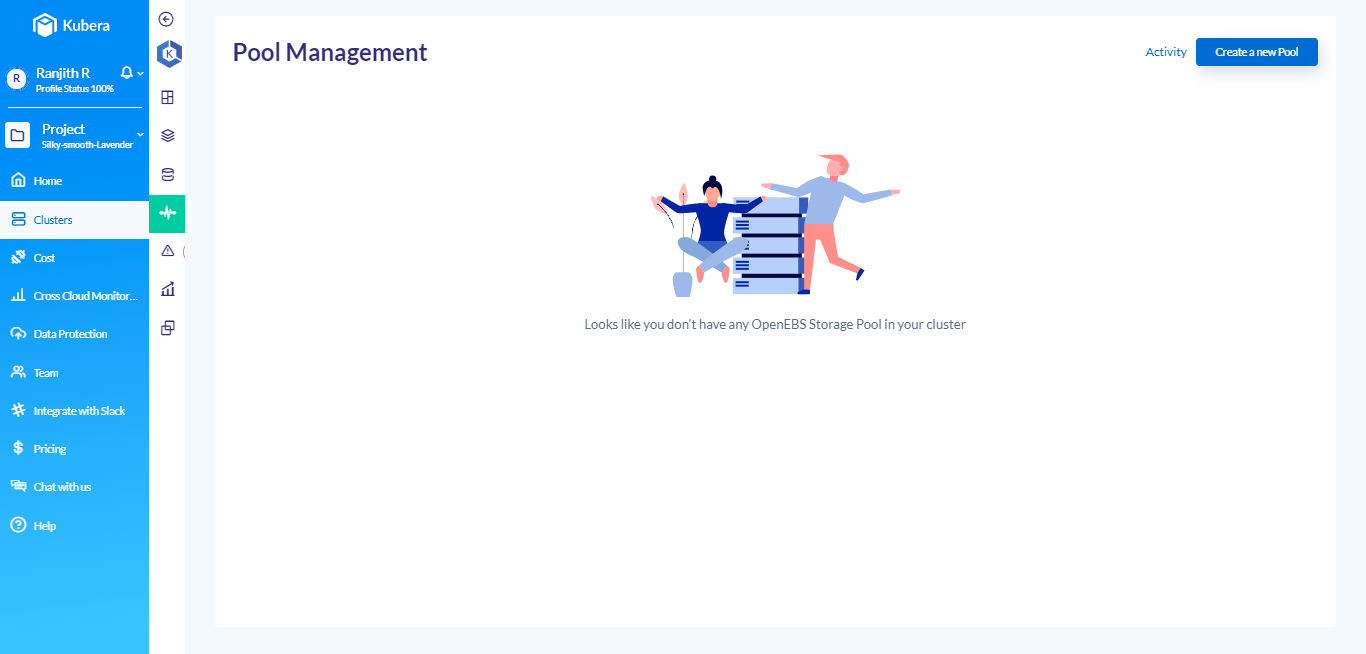 Kubera
R
Ranjith R
Profile Status 100%
Project
Silky-smooth-Lavender
Home
Clusters
Cost
Cross Cloud Monitor...
Data Protection
Team
Integrate with Slack
Pricing
Chat with us
Help
K
Pool Management
Activity
Create a new Pool
Looks like you don't have any OpenEBS Storage Pool in your cluster